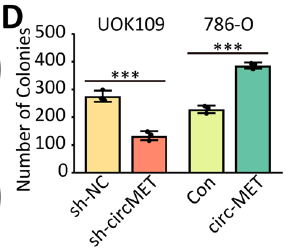 D
UOK109 786-O
*** ***
Number of Colonies
500
400
300
200
100
0
sh-NC
sh-circMET
Con
circ-MET